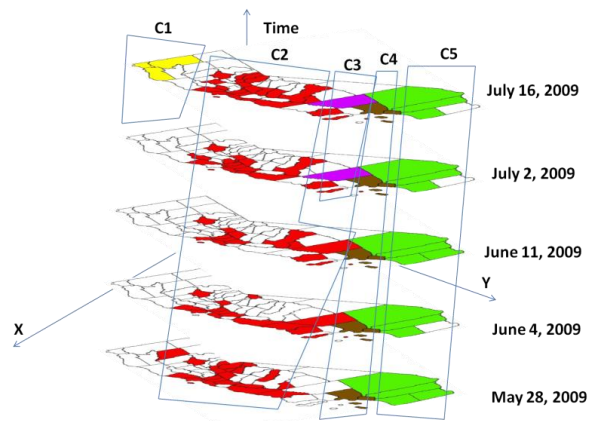 C1
Time
C2
C3
C4
C5
July 16, 2009
July 2, 2009
June 11, 2009
Y
X
June 4, 2009
May 28, 2009